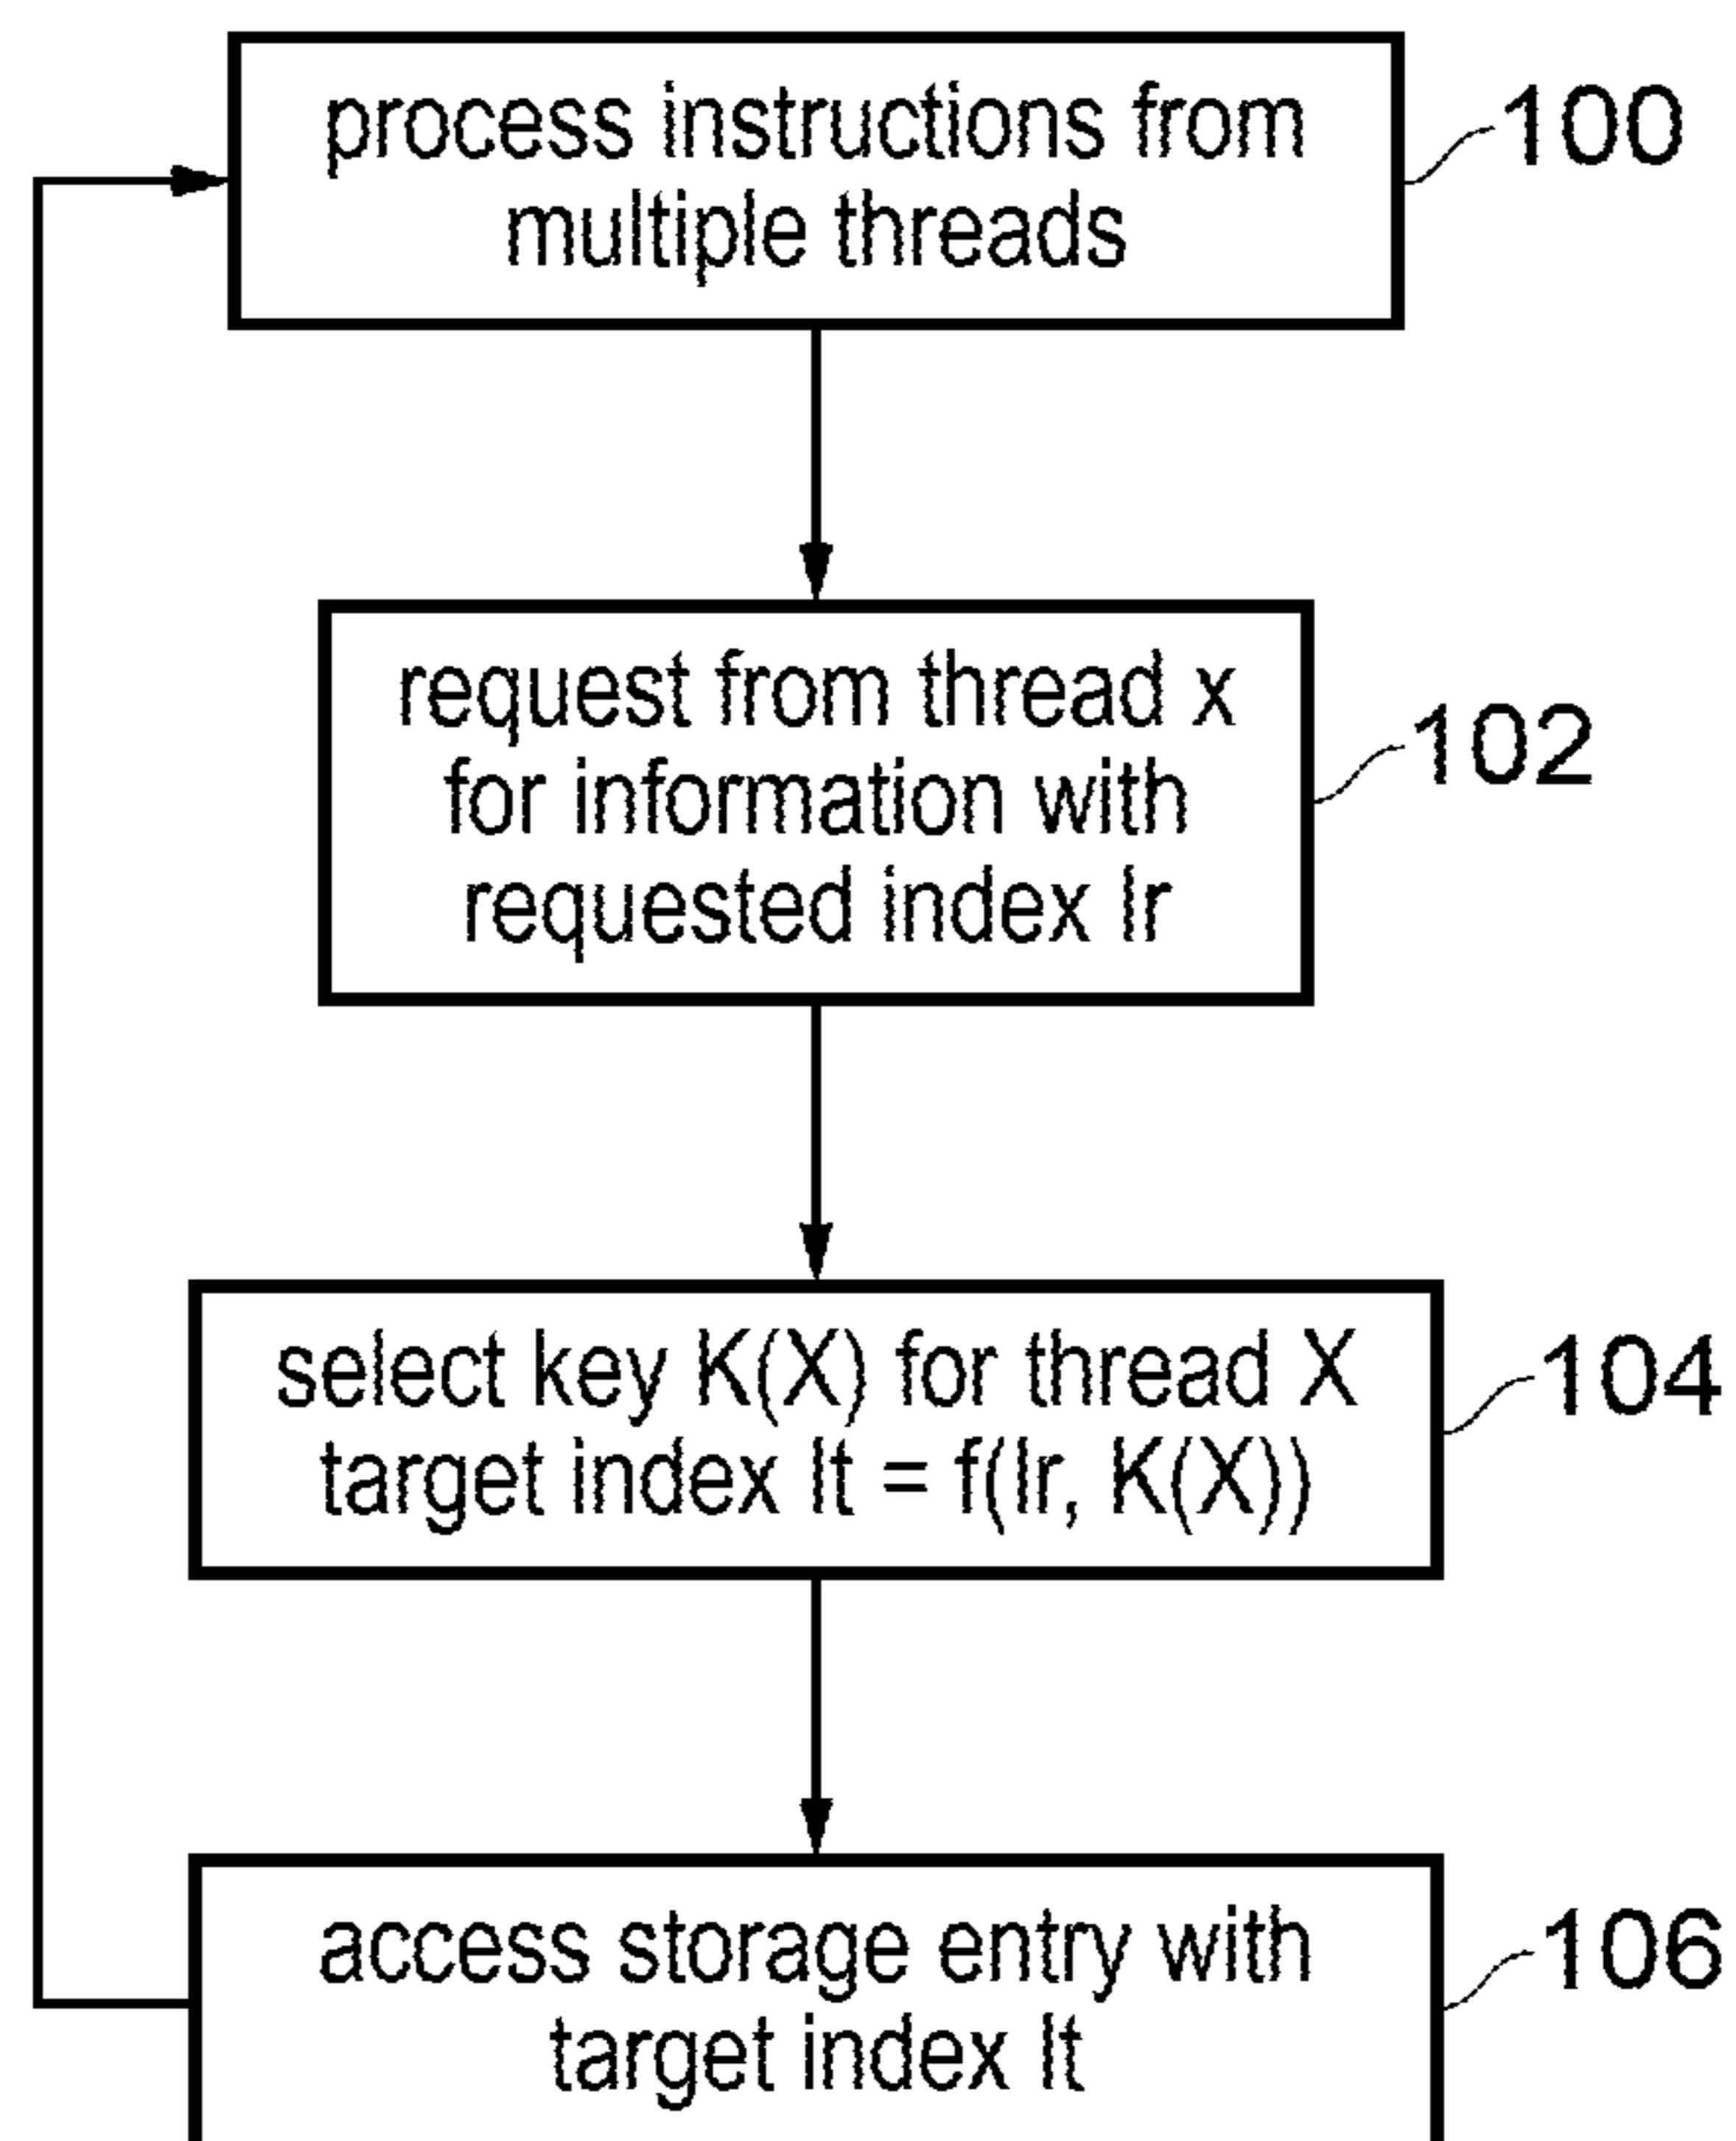 process instructions from
multiple threads
100
request from thread x
for information with
requested index Ir
102
select key K(X) for thread X
target index It = f(Ir, K(X))
104
access storage entry with
target index It
106